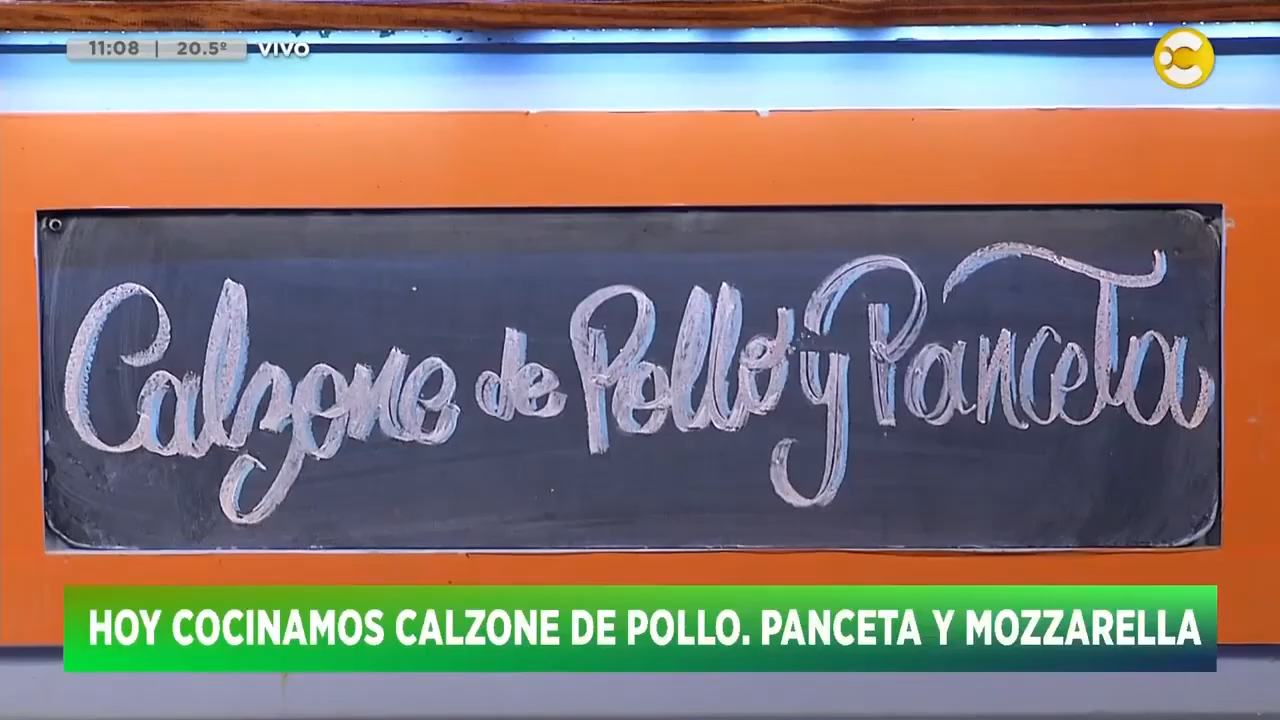 11:08 | 20.5º VIVO
Calzone de Pollo y Panceta
HOY COCINAMOS CALZONE DE POLLO. PANCETA Y MOZZARELLA